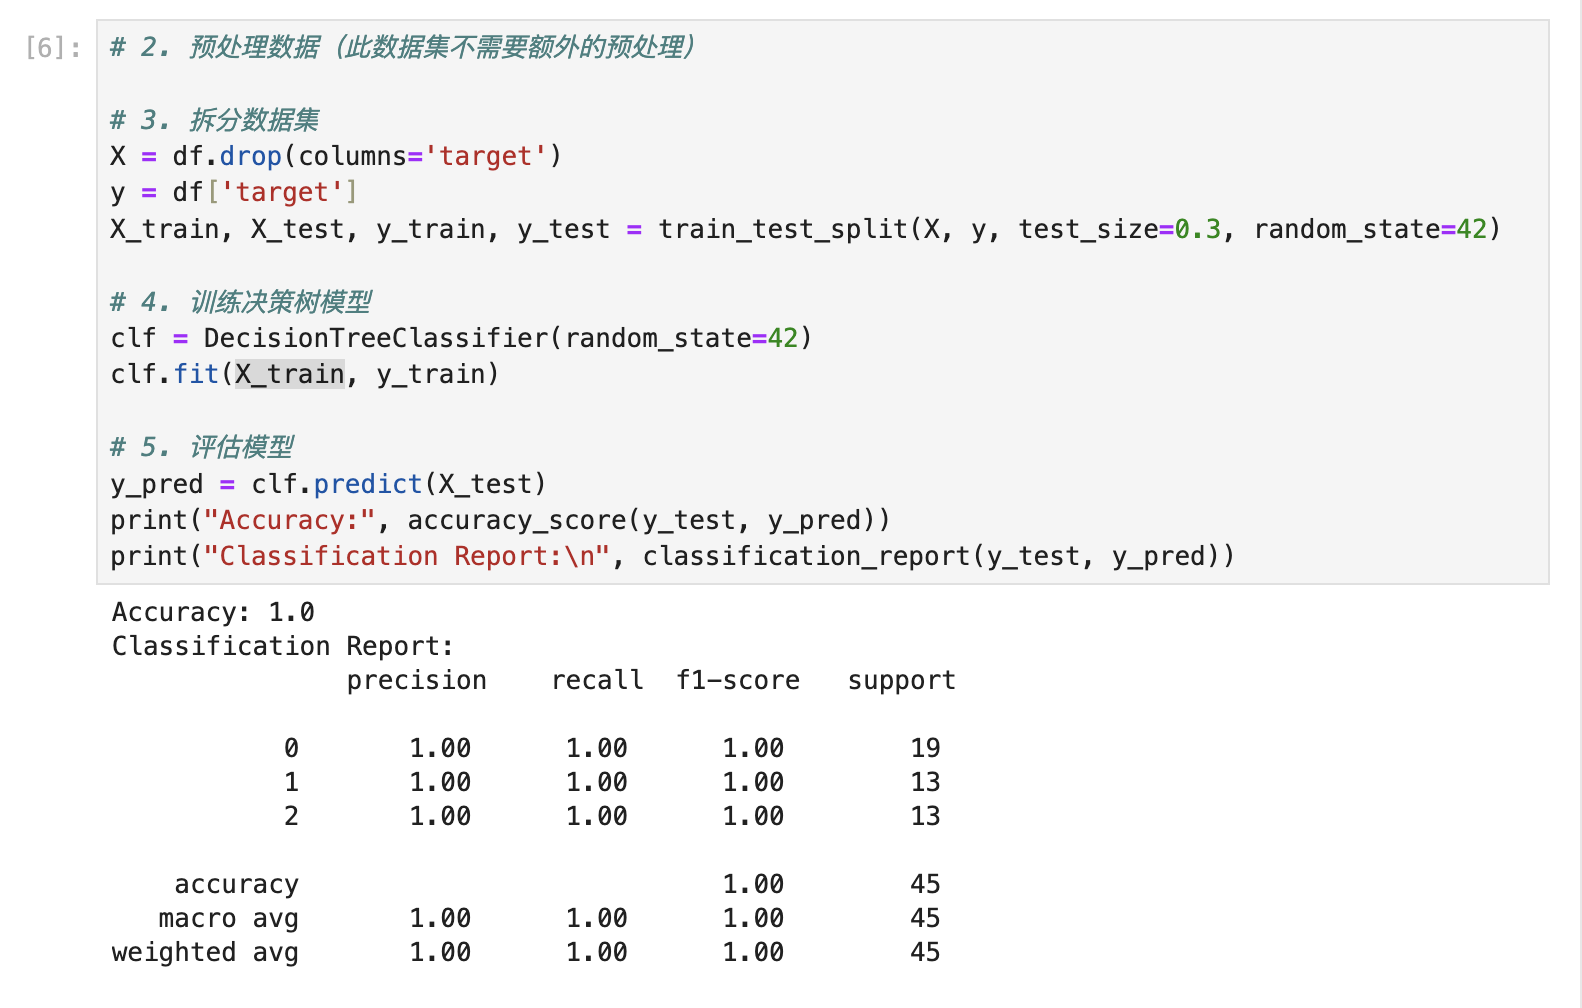 [6]:
# 2. 预处理数据（此数据集不需要额外的预处理）
# 3. 拆分数据集
X = df.drop(columns='target')
y = df['target']
X_train, X_test, y_train, y_test = train_test_split(X, y, test_size=0.3, random_state=42)
# 4. 训练决策树模型
clf = DecisionTreeClassifier(random_state=42)
clf.fit(X_train, y_train)
# 5. 评估模型
y_pred = clf.predict(X_test)
print("Accuracy:", accuracy_score(y_test, y_pred))
print("Classification Report:\n", classification_report(y_test, y_pred))
Accuracy: 1.0
Classification Report:
precision recall f1-score support
0 1.00 1.00 1.00 19
1 1.00 1.00 1.00 13
2 1.00 1.00 1.00 13
accuracy 1.00 45
macro avg 1.00 1.00 1.00 45
weighted avg 1.00 1.00 1.00 45